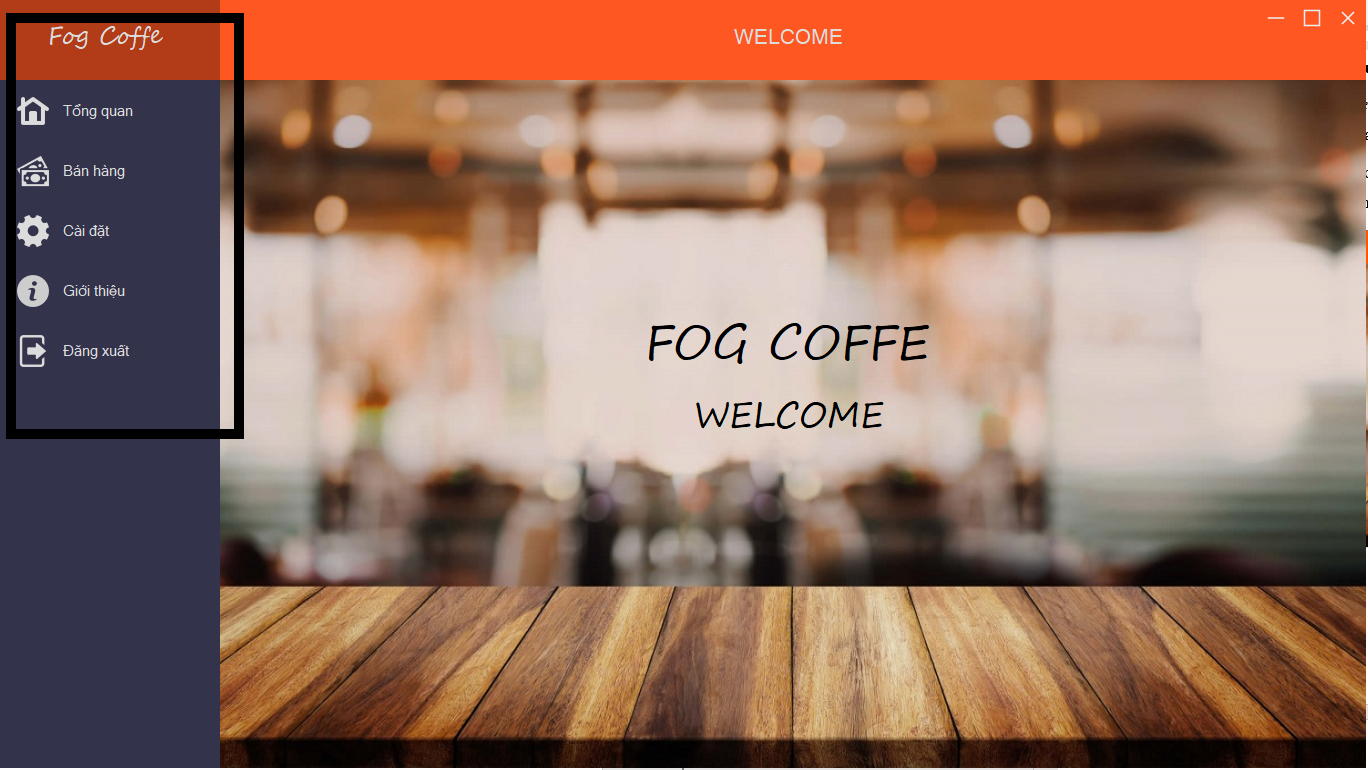 Fog Coffe
WELCOME
Tổng quan
Bán hàng
Cài đặt
Giới thiệu
Đăng xuất
FOG COFFE
WELCOME